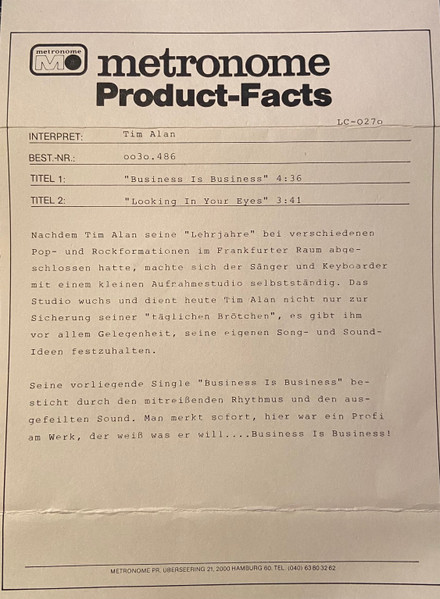 metronome
metronome
Product-Facts
LC-0270
INTERPRET: Tim Alan
BEST.-NR.: oo3o.486
TITEL 1: "Business Is Business" 4:36
TITEL 2: "Looking In Your Eyes" 3:41
Nachdem Tim Alan seine "Lehrjahre" bei verschiedenen
Pop- und Rockformationen im Frankfurter Raum abge-
schlossen hatte, machte sich der Sänger und Keyboarder
mit einem kleinen Aufnahmestudio selbstständig. Das
Studio wuchs und dient heute Tim Alan nicht nur zur
Sicherung seiner "täglichen Brötchen", es gibt ihm
vor allem Gelegenheit, seine eigenen Song- und Sound-
Ideen festzuhalten.
Seine vorliegende Single "Business Is Business" be-
sticht durch den mitreißenden Rhythmus und den aus-
gefeilten Sound. Man merkt sofort, hier war ein Profi
am Werk, der weiß was er will....Business Is Business!
METRONOME PR, ÜBERSEERING 21, 2000 HAMBURG 60, TEL. (040) 63 80 32 62